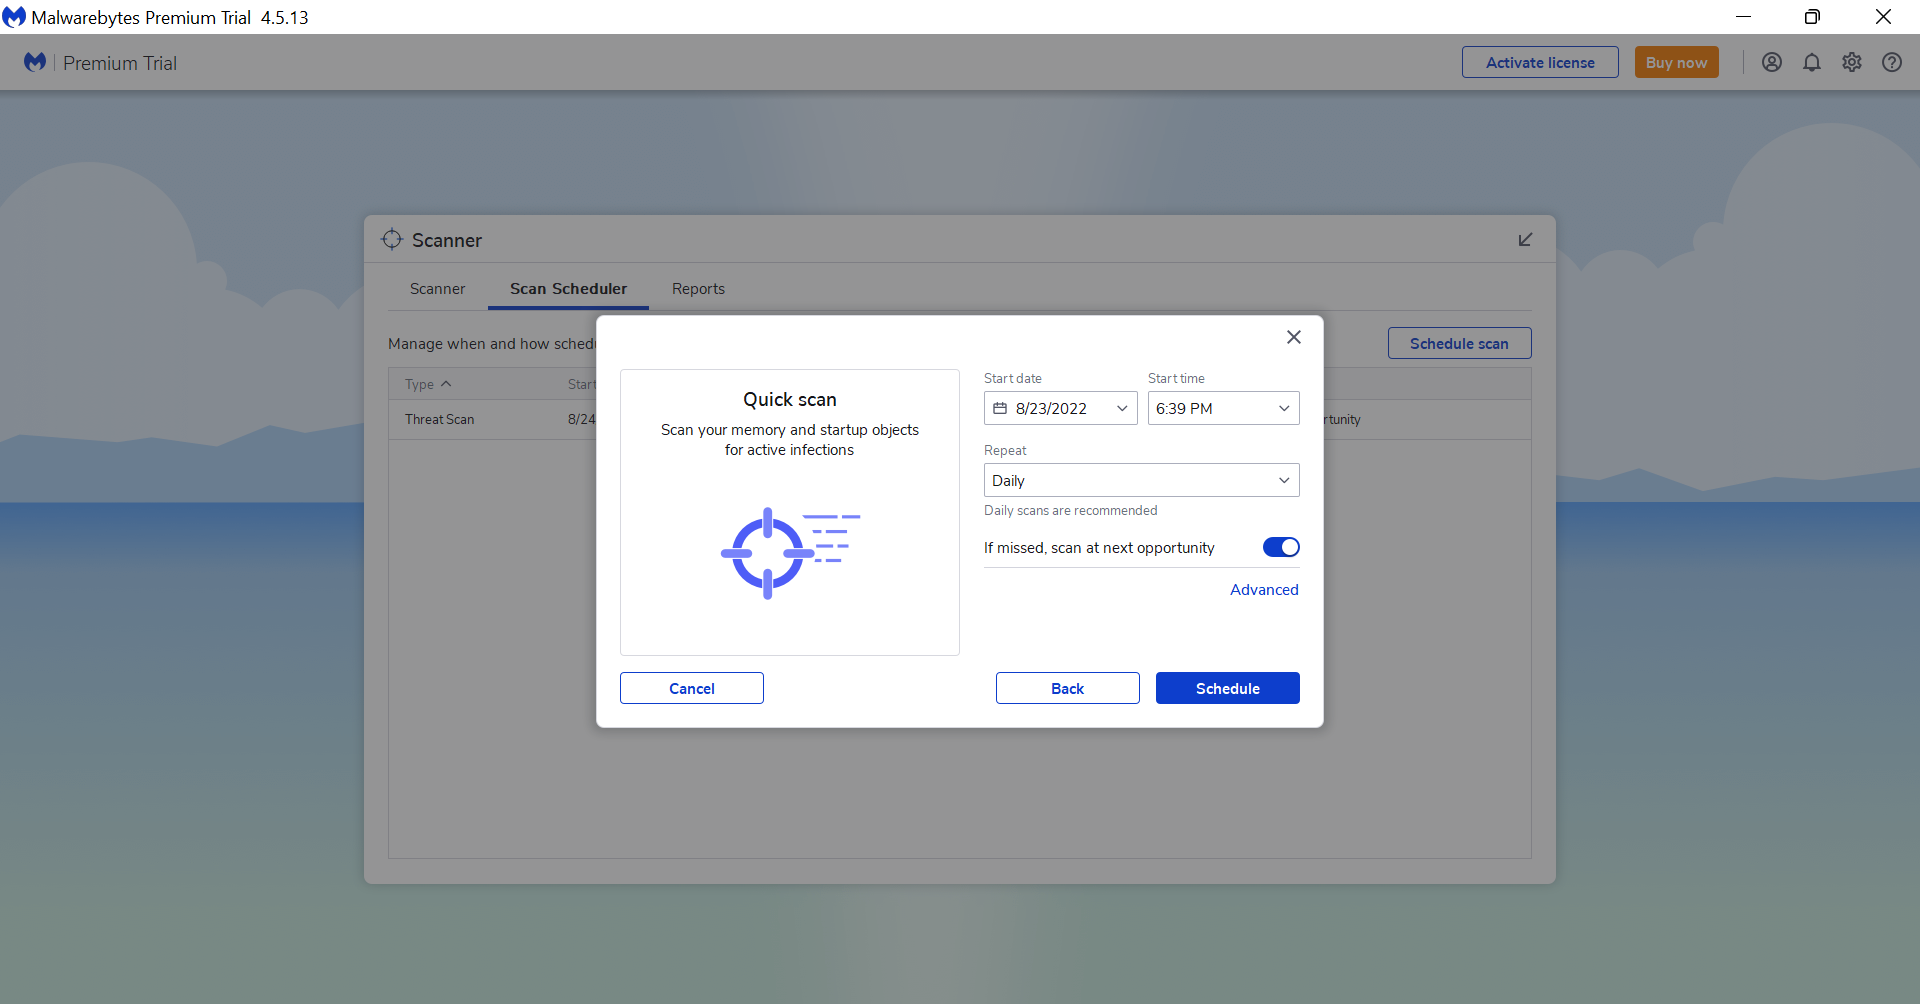 Malwarebytes Premium Trial 4.5.13
Premium Trial
Activate license
Buy now
Scanner
Scanner
Scan Scheduler
Reports
Manage when and how sched
Schedule scan
Type
Start
Threat Scan
8/24
rtunity
Quick scan
Scan your memory and startup objects
for active infections
Start date
Start time
8/23/2022
6:39 PM
Repeat
Daily
Daily scans are recommended
If missed, scan at next opportunity
Advanced
Cancel
Back
Schedule